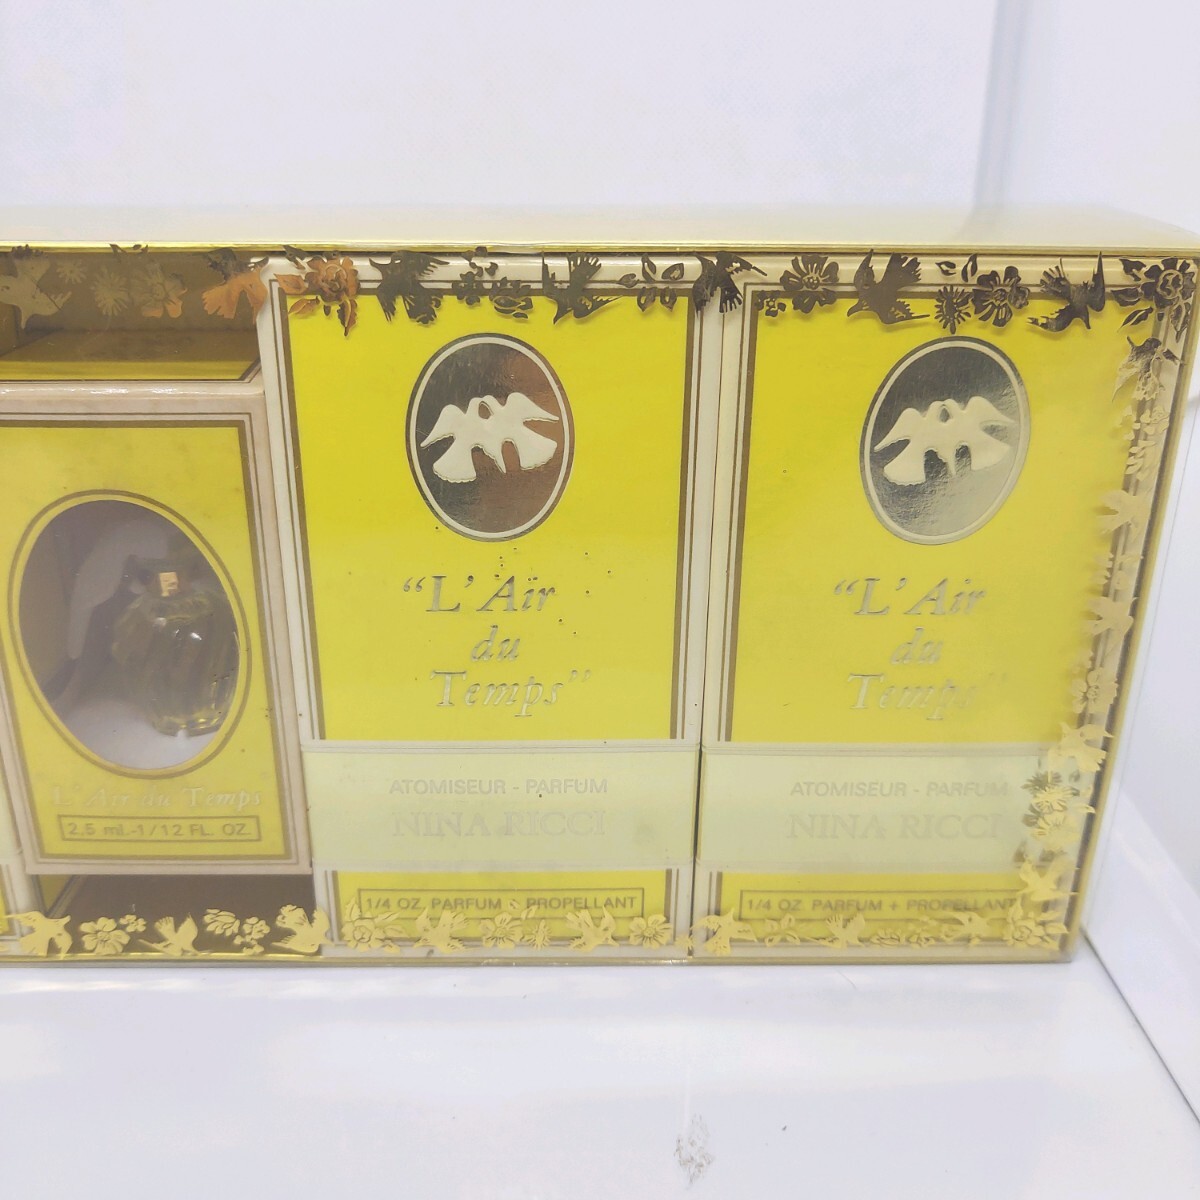 L'Air du Temps
2.5 ml.-1/12 FL. OZ.
"L'Air
du
Temps"
ATOMISEUR - PARFUM
NINA RICCI
1/4 OZ. PARFUM + PROPELLANT
"L'Air
du
Temps"
ATOMISEUR - PARFUM
NINA RICCI
1/4 OZ. PARFUM + PROPELLANT